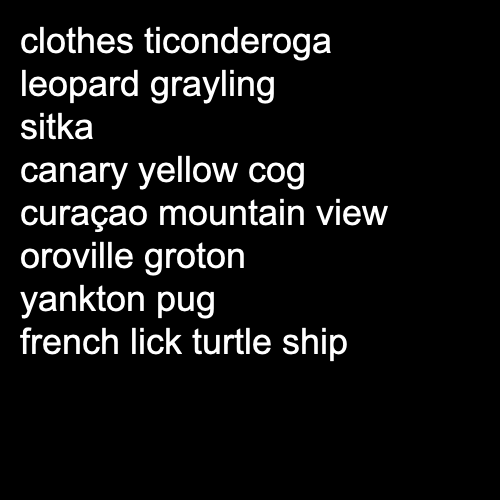 clothes ticonderoga
leopard grayling
sitka
canary yellow cog
curaçao mountain view
oroville groton
yankton pug
french lick turtle ship